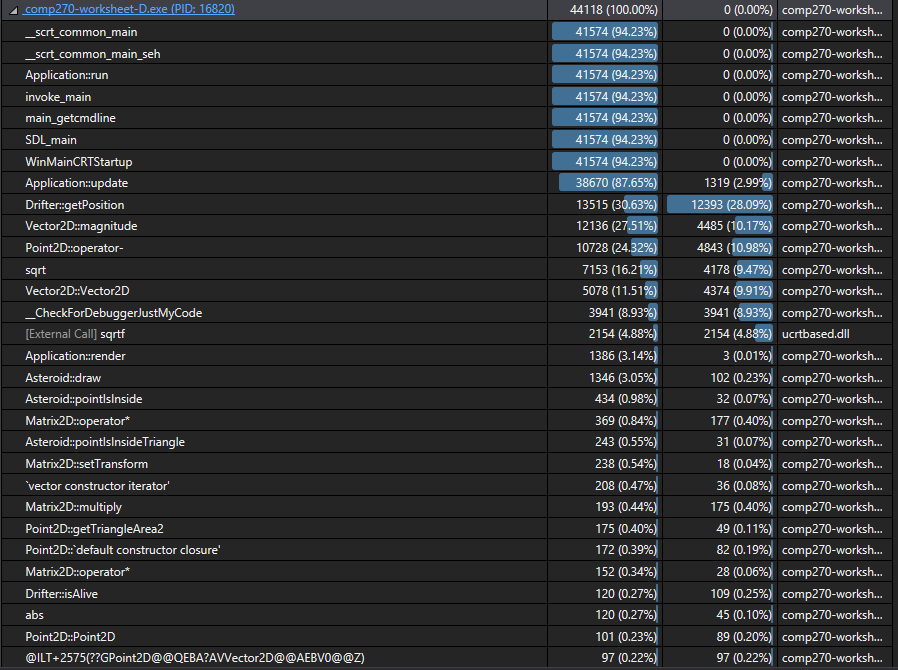 comp270-worksheet-D.exe (PID: 16820) 44118 (100.00%) 0 (0.00%) comp270-worksh...
__scrt_common_main 41574 (94.23%) 0 (0.00%) comp270-worksh...
__scrt_common_main_seh 41574 (94.23%) 0 (0.00%) comp270-worksh...
Application::run 41574 (94.23%) 0 (0.00%) comp270-worksh...
invoke_main 41574 (94.23%) 0 (0.00%) comp270-worksh...
main_getcmdline 41574 (94.23%) 0 (0.00%) comp270-worksh...
SDL_main 41574 (94.23%) 0 (0.00%) comp270-worksh...
WinMainCRTStartup 41574 (94.23%) 0 (0.00%) comp270-worksh...
Application::update 38670 (87.65%) 1319 (2.99%) comp270-worksh...
Drifter::getPosition 13515 (30.63%) 12393 (28.09%) comp270-worksh...
Vector2D::magnitude 12136 (27.51%) 4485 (10.17%) comp270-worksh...
Point2D::operator- 10728 (24.32%) 4843 (10.98%) comp270-worksh...
sqrt 7153 (16.21%) 4178 (9.47%) comp270-worksh...
Vector2D::Vector2D 5078 (11.51%) 4374 (9.91%) comp270-worksh...
__CheckForDebuggerJustMyCode 3941 (8.93%) 3941 (8.93%) comp270-worksh...
[External Call] sqrtf 2154 (4.88%) 2154 (4.88%) ucrtbased.dll
Application::render 1386 (3.14%) 3 (0.01%) comp270-worksh...
Asteroid::draw 1346 (3.05%) 102 (0.23%) comp270-worksh...
Asteroid::pointIsInside 434 (0.98%) 32 (0.07%) comp270-worksh...
Matrix2D::operator* 369 (0.84%) 177 (0.40%) comp270-worksh...
Asteroid::pointIsInsideTriangle 243 (0.55%) 31 (0.07%) comp270-worksh...
Matrix2D::setTransform 238 (0.54%) 18 (0.04%) comp270-worksh...
`vector constructor iterator' 208 (0.47%) 36 (0.08%) comp270-worksh...
Matrix2D::multiply 193 (0.44%) 175 (0.40%) comp270-worksh...
Point2D::getTriangleArea2 175 (0.40%) 49 (0.11%) comp270-worksh...
Point2D::`default constructor closure' 172 (0.39%) 82 (0.19%) comp270-worksh...
Matrix2D::operator* 152 (0.34%) 28 (0.06%) comp270-worksh...
Drifter::isAlive 120 (0.27%) 109 (0.25%) comp270-worksh...
abs 120 (0.27%) 45 (0.10%) comp270-worksh...
Point2D::Point2D 101 (0.23%) 89 (0.20%) comp270-worksh...
@ILT+2575(??GPoint2D@@QEBA?AVVector2D@@AEBV0@@Z) 97 (0.22%) 97 (0.22%) comp270-worksh...